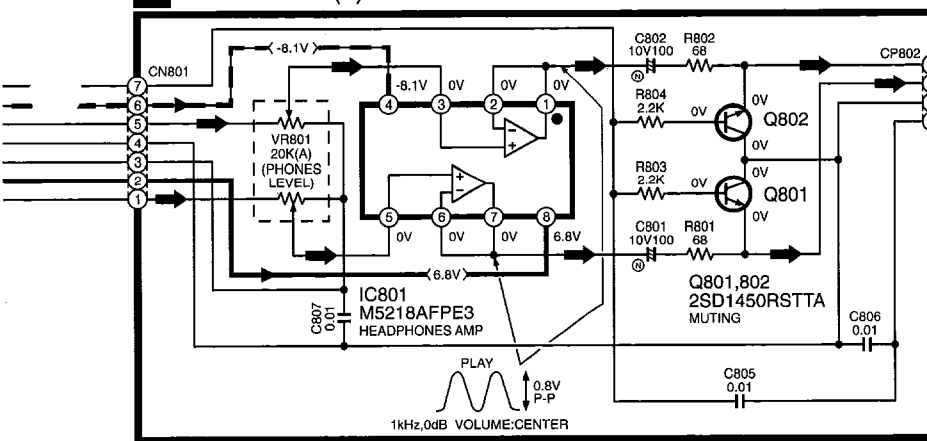 -8.1V
C802
10V100
N
R802
68
CP802
CN801
7
6
5
4
3
2
1
-8.1V
0V
0V
0V
4
3
2
1
VR801
20K(A)
(PHONES
LEVEL)
R804
2.2K
0V
0V
Q802
0V
R803
2.2K
0V
0V
Q801
0V
5
6
7
8
0V
0V
0V
6.8V
C801
10V100
N
R801
68
6.8V
C807
0.01
IC801
M5218AFPE3
HEADPHONES AMP
Q801,802
2SD1450RSTTA
MUTING
C806
0.01
PLAY
0.8V
P-P
1kHz,0dB VOLUME:CENTER
C805
0.01